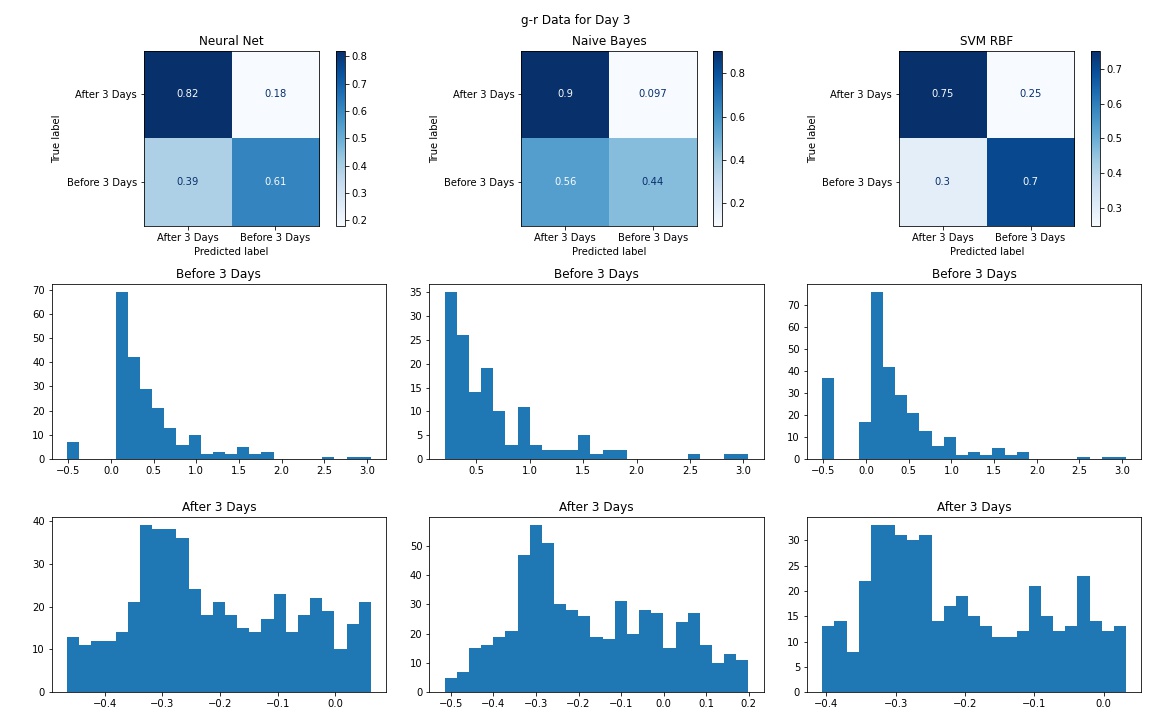 g-r Data for Day 3
Neural Net
True label
After 3 Days
Before 3 Days
0.82
0.18
0.39
0.61
After 3 Days
Before 3 Days
Predicted label
0.8
0.7
0.6
0.5
0.4
0.3
0.2
Naive Bayes
True label
After 3 Days
Before 3 Days
0.9
0.097
0.56
0.44
After 3 Days
Before 3 Days
Predicted label
0.8
0.6
0.4
0.2
SVM RBF
True label
After 3 Days
Before 3 Days
0.75
0.25
0.3
0.7
After 3 Days
Before 3 Days
Predicted label
0.7
0.6
0.5
0.4
0.3
Before 3 Days
70
60
50
40
30
20
10
0
−0.5 0.0 0.5 1.0 1.5 2.0 2.5 3.0
Before 3 Days
35
30
25
20
15
10
5
0
0.5 1.0 1.5 2.0 2.5 3.0
Before 3 Days
70
60
50
40
30
20
10
0
−0.5 0.0 0.5 1.0 1.5 2.0 2.5 3.0
After 3 Days
40
30
20
10
0
−0.4 −0.3 −0.2 −0.1 0.0
After 3 Days
50
40
30
20
10
0
−0.5 −0.4 −0.3 −0.2 −0.1 0.0 0.1 0.2
After 3 Days
30
25
20
15
10
5
0
−0.4 −0.3 −0.2 −0.1 0.0